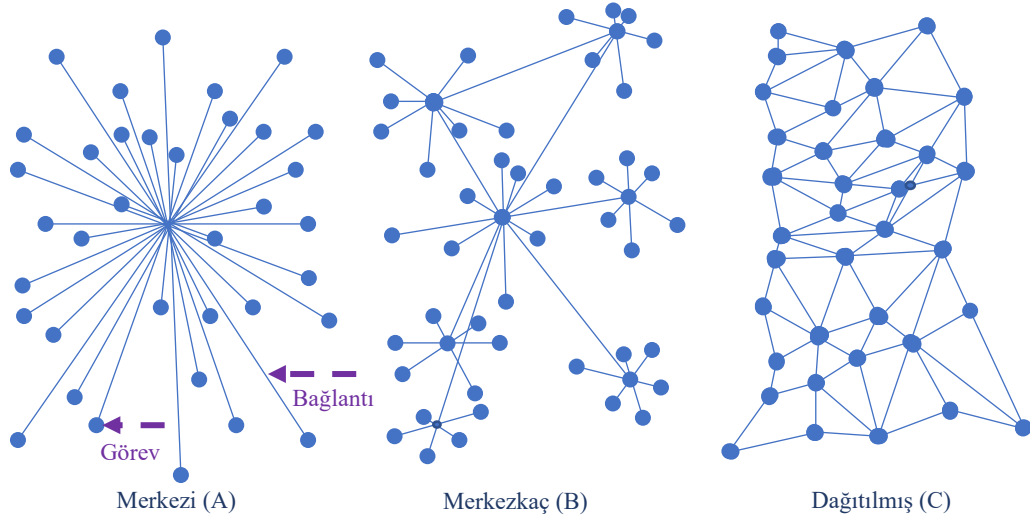 Bağlantı
Görev
Merkezi (A)
Merkezkaç (B)
Dağıtılmış (C)